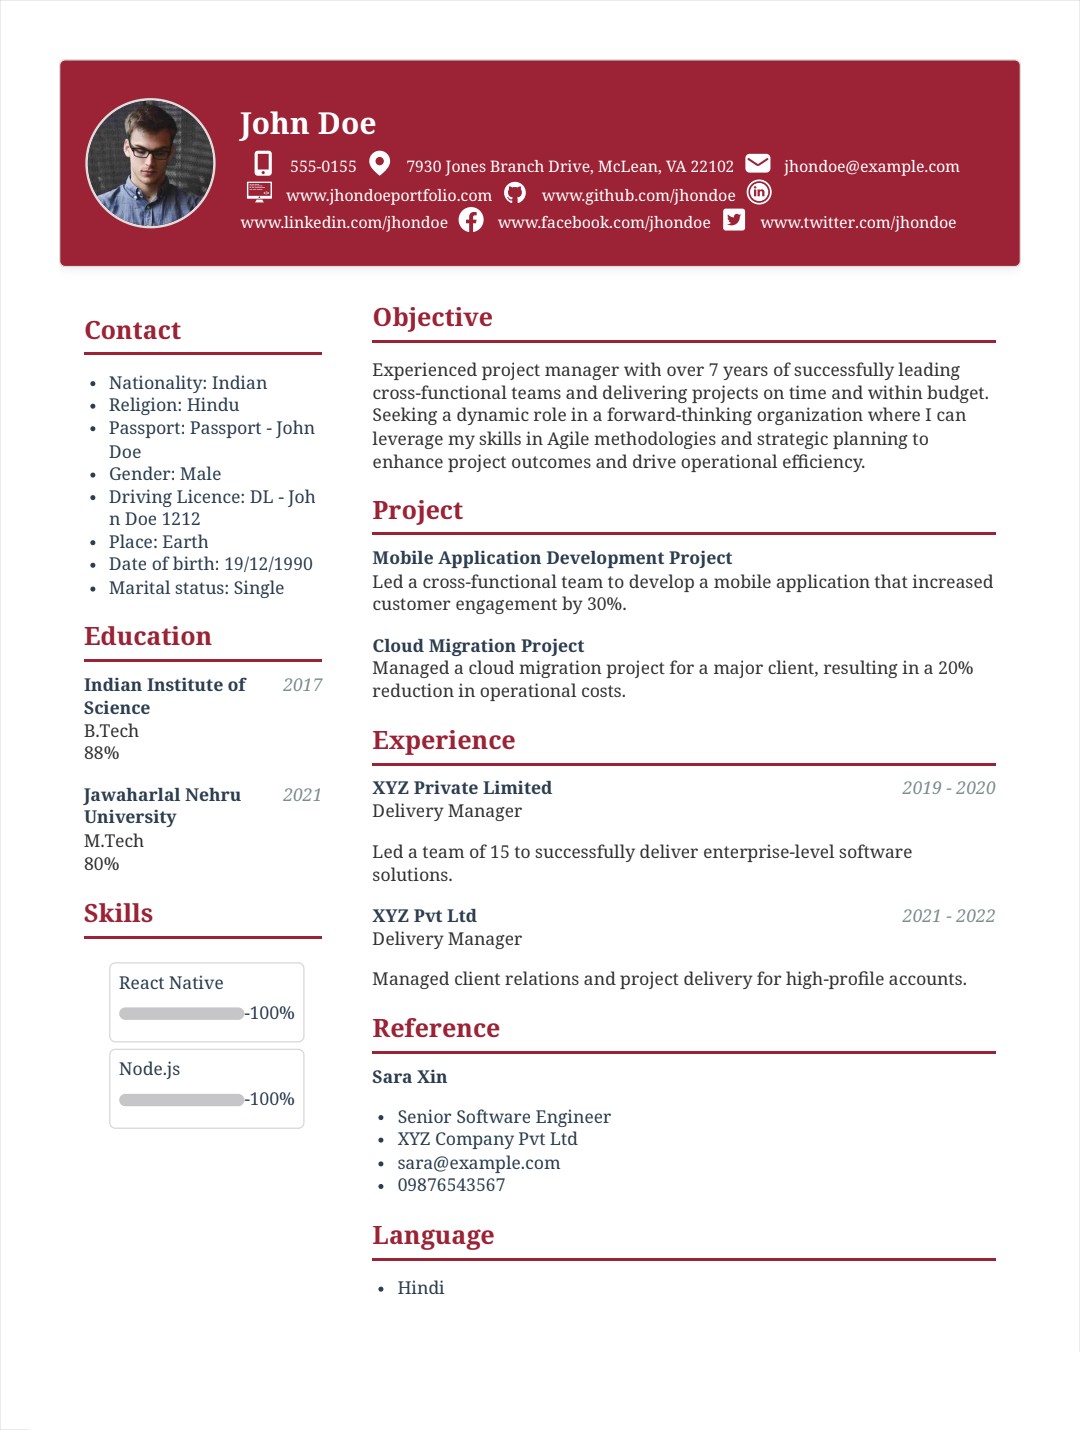 John Doe
555-0155 7930 Jones Branch Drive, McLean, VA 22102 jhondoe@example.com
www.jhondoeportfolio.com www.github.com/jhondoe
www.linkedin.com/jhondoe www.facebook.com/jhondoe www.twitter.com/jhondoe
Contact
• Nationality: Indian
• Religion: Hindu
• Passport: Passport - John
Doe
• Gender: Male
• Driving Licence: DL - Joh
n Doe 1212
• Place: Earth
• Date of birth: 19/12/1990
• Marital status: Single
Education
Indian Institute of 2017
Science
B.Tech
88%
Jawaharlal Nehru 2021
University
M.Tech
80%
Skills
React Native
-100%
Node.js
-100%
Objective
Experienced project manager with over 7 years of successfully leading
cross-functional teams and delivering projects on time and within budget.
Seeking a dynamic role in a forward-thinking organization where I can
leverage my skills in Agile methodologies and strategic planning to
enhance project outcomes and drive operational efficiency.
Project
Mobile Application Development Project
Led a cross-functional team to develop a mobile application that increased
customer engagement by 30%.
Cloud Migration Project
Managed a cloud migration project for a major client, resulting in a 20%
reduction in operational costs.
Experience
XYZ Private Limited 2019 - 2020
Delivery Manager
Led a team of 15 to successfully deliver enterprise-level software
solutions.
XYZ Pvt Ltd 2021 - 2022
Delivery Manager
Managed client relations and project delivery for high-profile accounts.
Reference
Sara Xin
• Senior Software Engineer
• XYZ Company Pvt Ltd
• sara@example.com
• 09876543567
Language
• Hindi